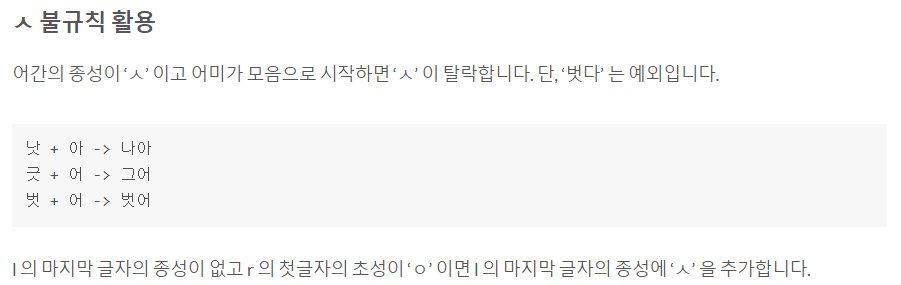 ㅅ 불규칙 활용
어간의 종성이 ‘ㅅ’ 이고 어미가 모음으로 시작하면 ‘ㅅ’ 이 탈락합니다. 단, ‘벗다’ 는 예외입니다.
낫 + 아 -> 나아
긋 + 어 -> 그어
벗 + 어 -> 벗어
l 의 마지막 글자의 종성이 없고 r 의 첫글자의 초성이 ‘ㅇ’ 이면 l 의 마지막 글자의 종성에 ‘ㅅ’ 을 추가합니다.